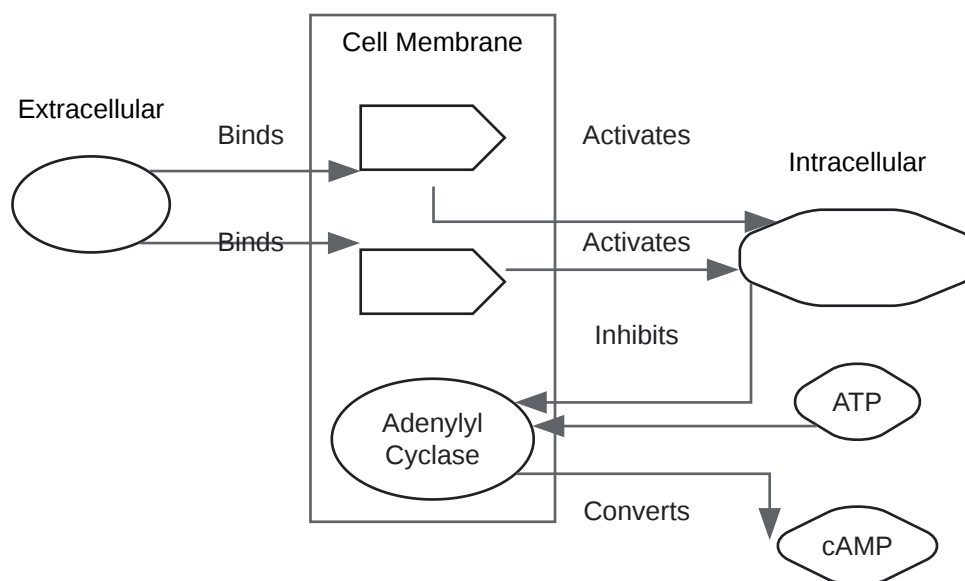 Cell Membrane
Extracellular
Binds
Activates
Intracellular
Binds
Activates
Inhibits
ATP
Adenylyl
Cyclase
Converts
cAMP